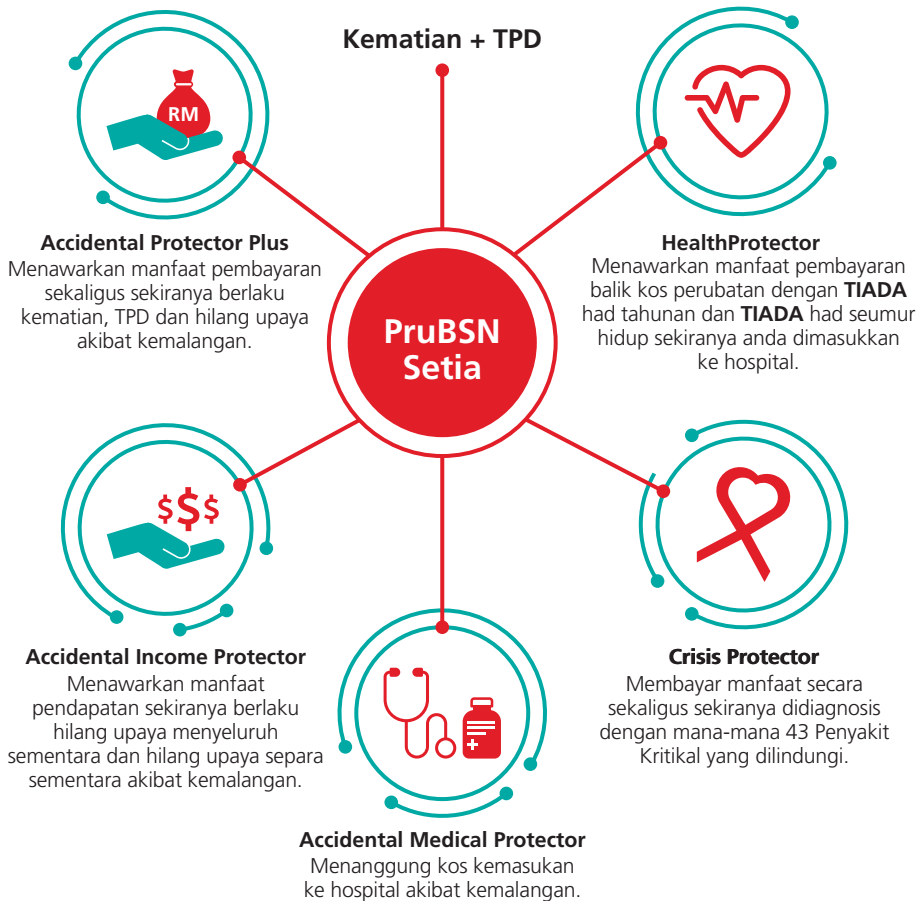 Kematian + TPD
RM
Accidental Protector Plus
Menawarkan manfaat pembayaran
sekaligus sekiranya berlaku
kematian, TPD dan hilang upaya
akibat kemalangan.
HealthProtector
Menawarkan manfaat pembayaran
balik kos perubatan dengan TIADA
had tahunan dan TIADA had seumur
hidup sekiranya anda dimasukkan
ke hospital.
PruBSN
Setia
$$$
Accidental Income Protector
Menawarkan manfaat
pendapatan sekiranya berlaku
hilang upaya menyeluruh
sementara dan hilang upaya separa
sementara akibat kemalangan.
Crisis Protector
Membayar manfaat secara
sekaligus sekiranya didiagnosis
dengan mana-mana 43 Penyakit
Kritikal yang dilindungi.
Accidental Medical Protector
Menanggung kos kemasukan
ke hospital akibat kemalangan.